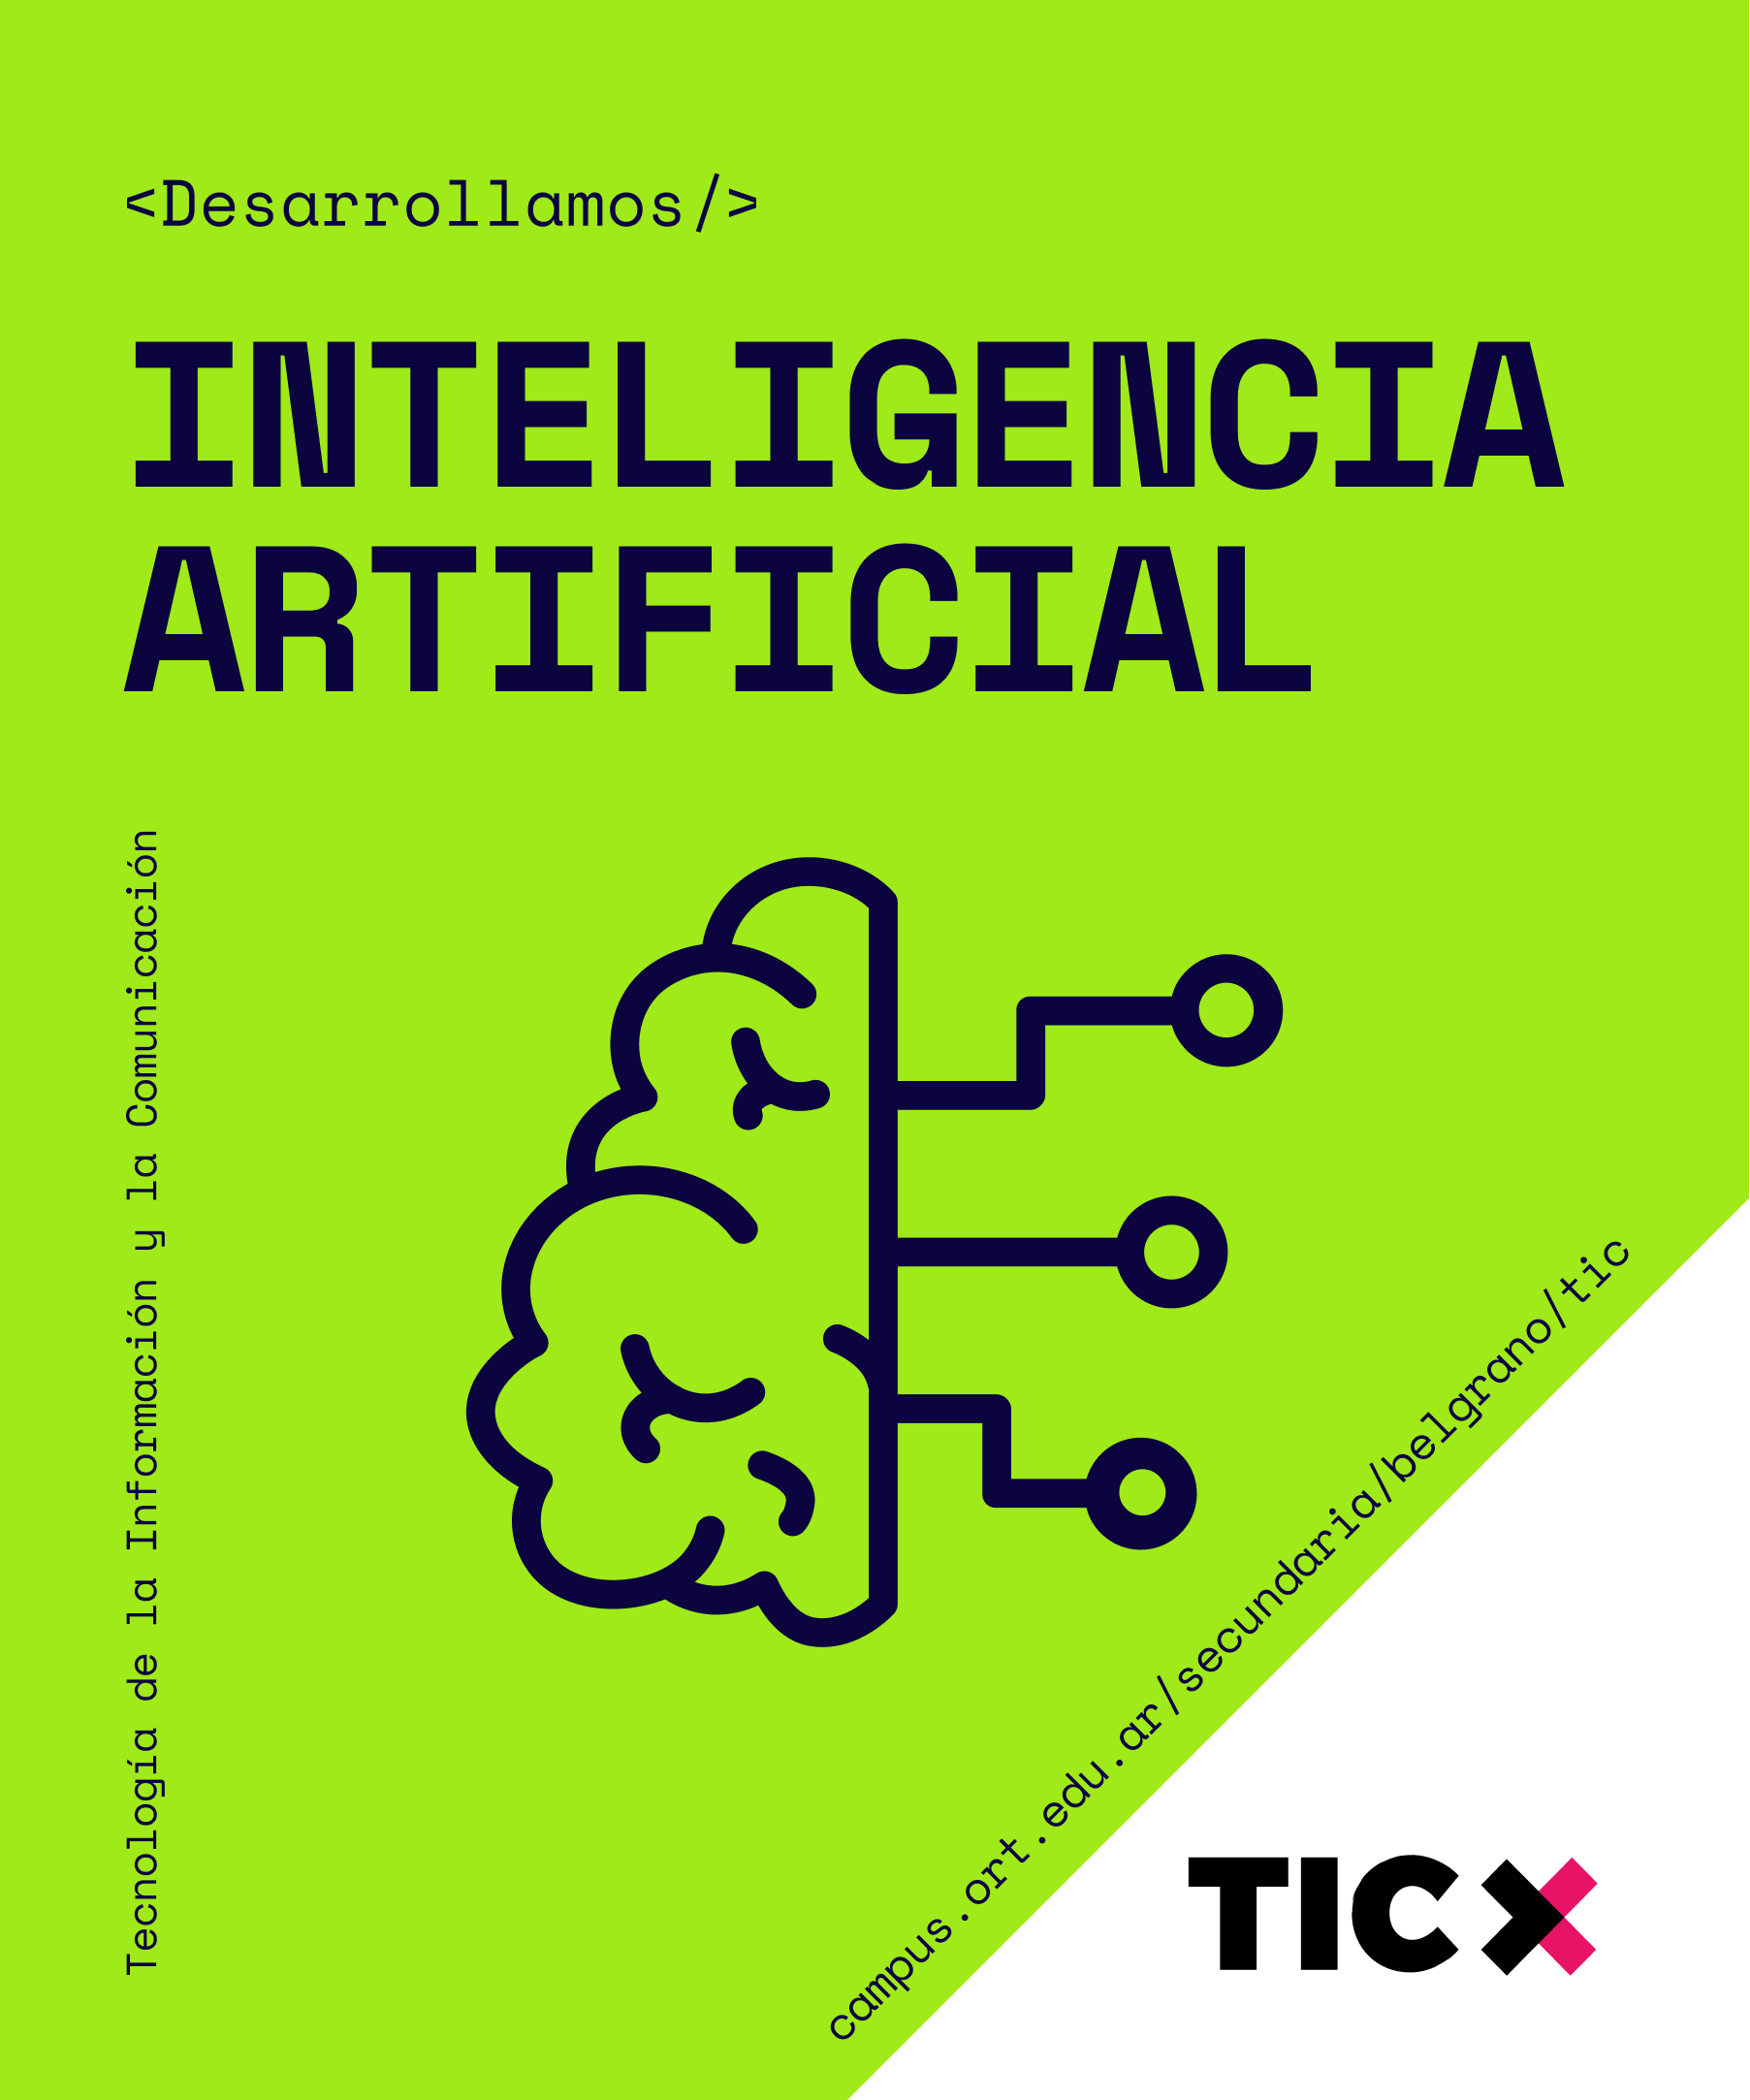 <Desarrollamos/>
INTELIGENCIA
ARTIFICIAL
Tecnología de la Información y la Comunicación
campus.ort.edu.ar/secundaria/belgrano/tic
TIC